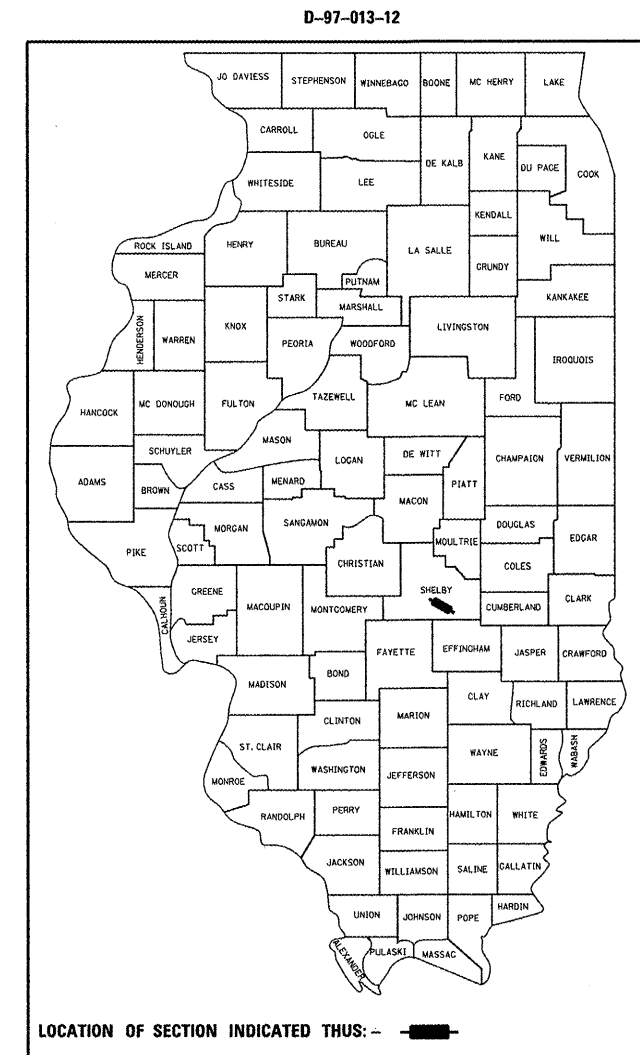 D-97-013-12
JO DAVIESS STEPHENSON WINNEBAGO BOONE MC HENRY LAKE
CARROLL OGLE
DE KALB KANE DU PAGE COOK
WHITESIDE LEE
KENDALL
ROCK ISLAND HENRY BUREAU LA SALLE WILL
MERCER GRUNDY
PUTNAM
STARK MARSHALL KANKAKEE
HENDERSON WARREN KNOX LIVINGSTON
PEORIA WOODFORD IROQUOIS
HANCOCK MC DONOUGH FULTON TAZEWELL MC LEAN FORD
MASON
SCHUYLER LOGAN DE WITT CHAMPAIGN VERMILION
ADAMS BROWN CASS MENARD PIATT
MACON
MORGAN SANGAMON DOUGLAS
PIKE SCOTT MOULTRIE EDGAR
CHRISTIAN COLES
GREENE SHELBY CLARK
CALHOUN MACOUPIN MONTGOMERY CUMBERLAND
JERSEY FAYETTE EFFINGHAM JASPER CRAWFORD
MADISON BOND
CLAY RICHLAND LAWRENCE
CLINTON MARION
ST. CLAIR WAYNE EDWARDS WABASH
MONROE WASHINGTON JEFFERSON
RANDOLPH PERRY HAMILTON WHITE
FRANKLIN
JACKSON WILLIAMSON SALINE GALLATIN
UNION JOHNSON POPE HARDIN
ALEXANDER PULASKI MASSAC
LOCATION OF SECTION INDICATED THUS: -